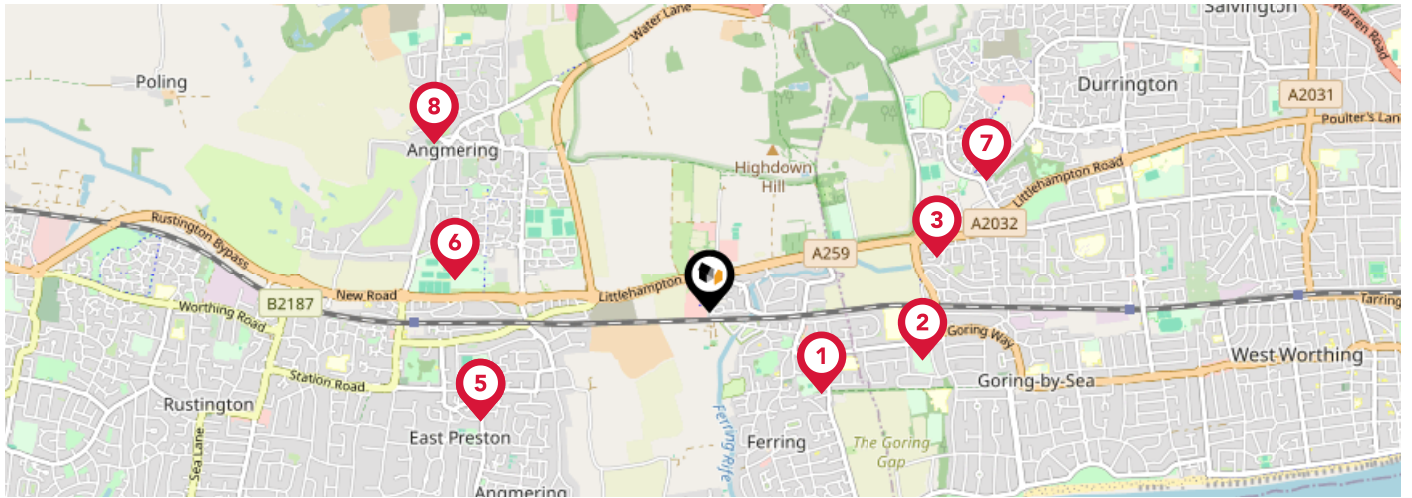 Salvington
Warren Road
Water Lane
Poling
Durrington
A2031
8
Poulter's Lane
7
Angmering
Highdown
Hill
Littlehampton Road
3
A2032
Rustington Bypass
6
A259
Littlehampton
New Road
B2187
Worthing Road
Tarring
2
Goring Way
1
West Worthing
Station Road
5
Goring-by-Sea
Rustington
Sea Lane
East Preston
Ferring Rife
Ferring
The Goring
Gap
Angmering